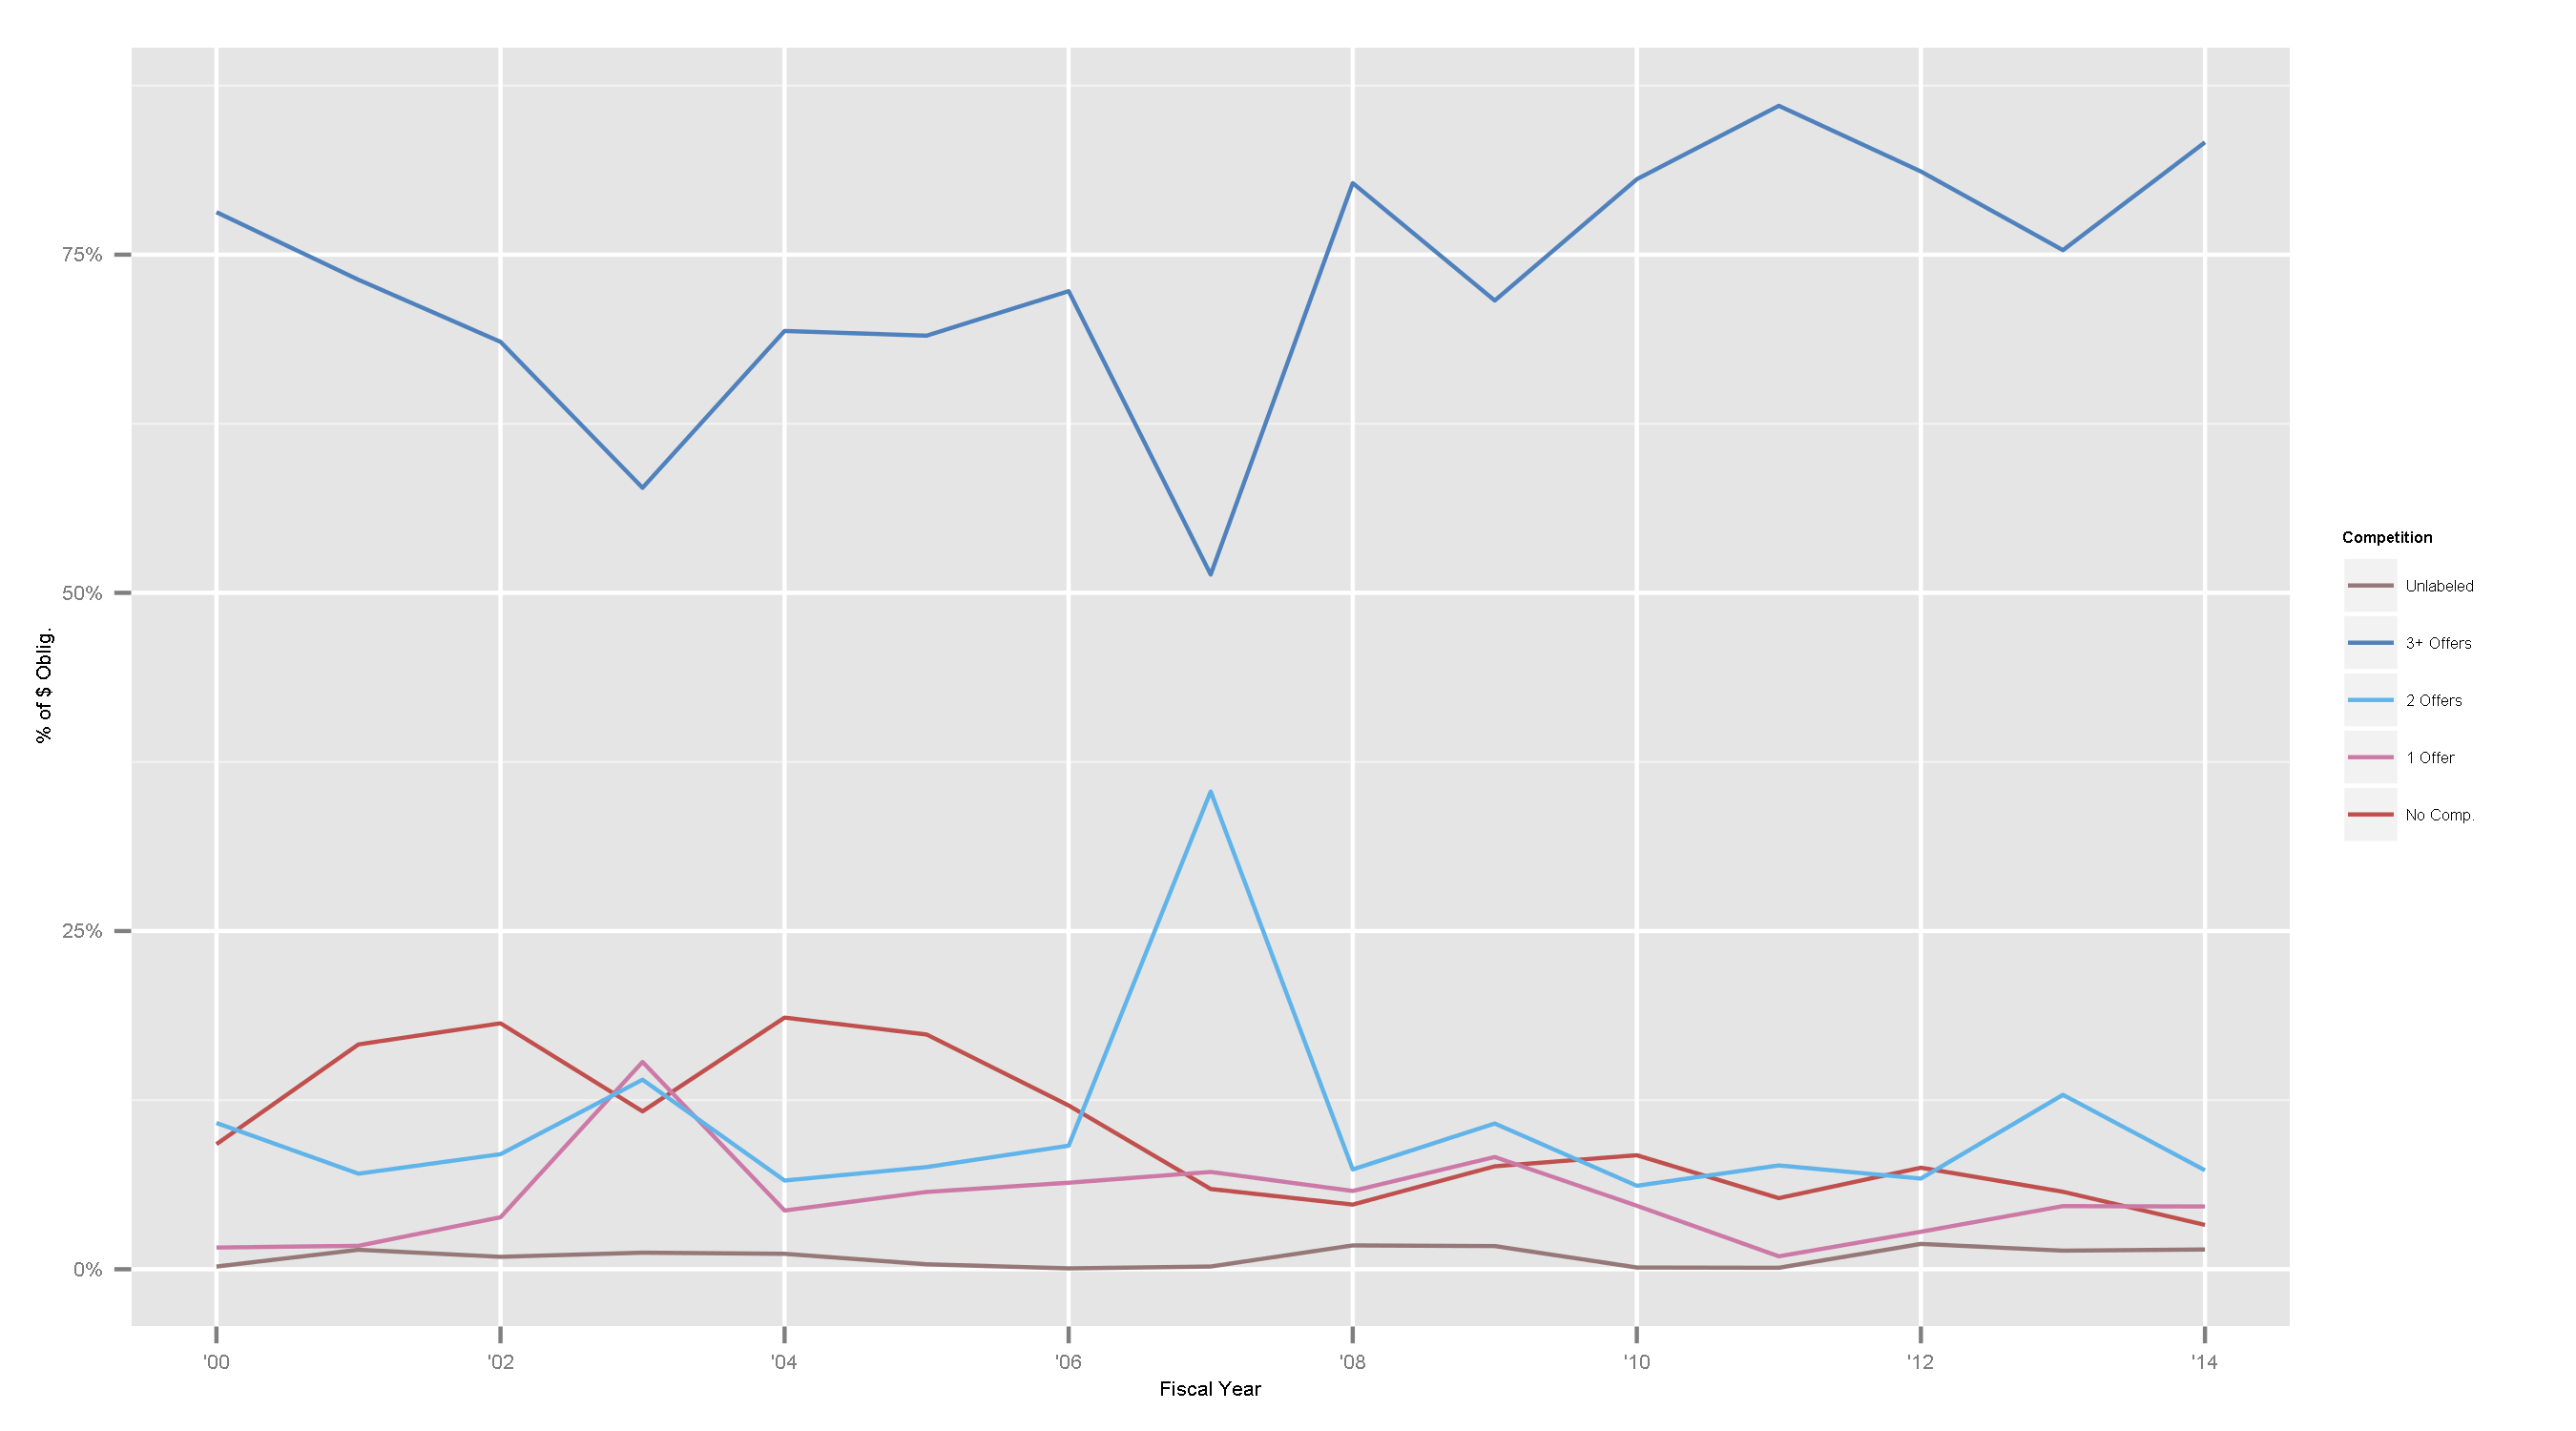 75%
50%
25%
0%
% of $ Oblig.
'00
'02
'04
'06
'08
'10
'12
'14
Fiscal Year
Competition
Unlabeled
3+ Offers
2 Offers
1 Offer
No Comp.